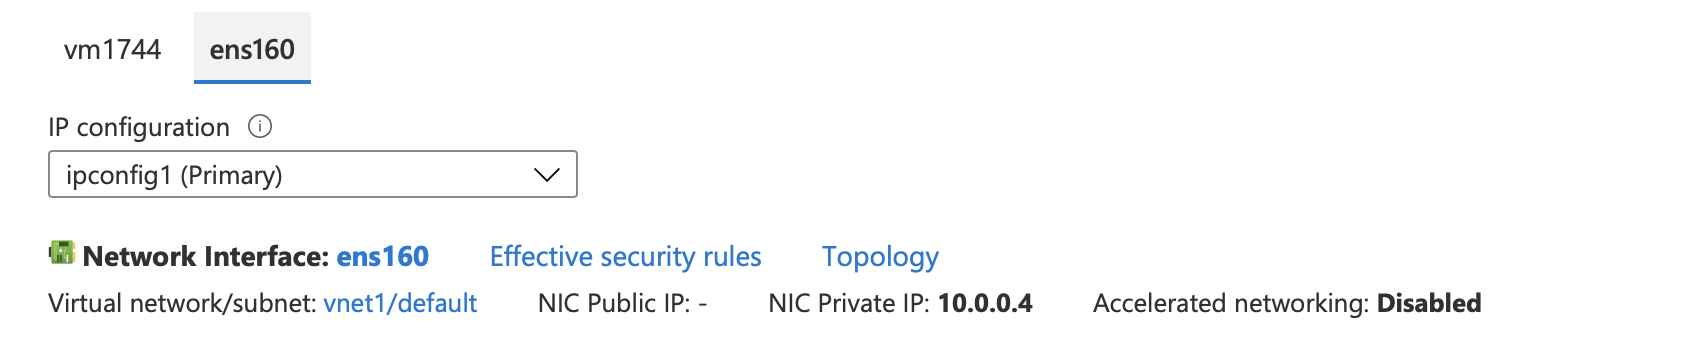 vm1744 ens160
IP configuration
ipconfig1 (Primary)
Network Interface: ens160 Effective security rules Topology
Virtual network/subnet: vnet1/default NIC Public IP: - NIC Private IP: 10.0.0.4 Accelerated networking: Disabled